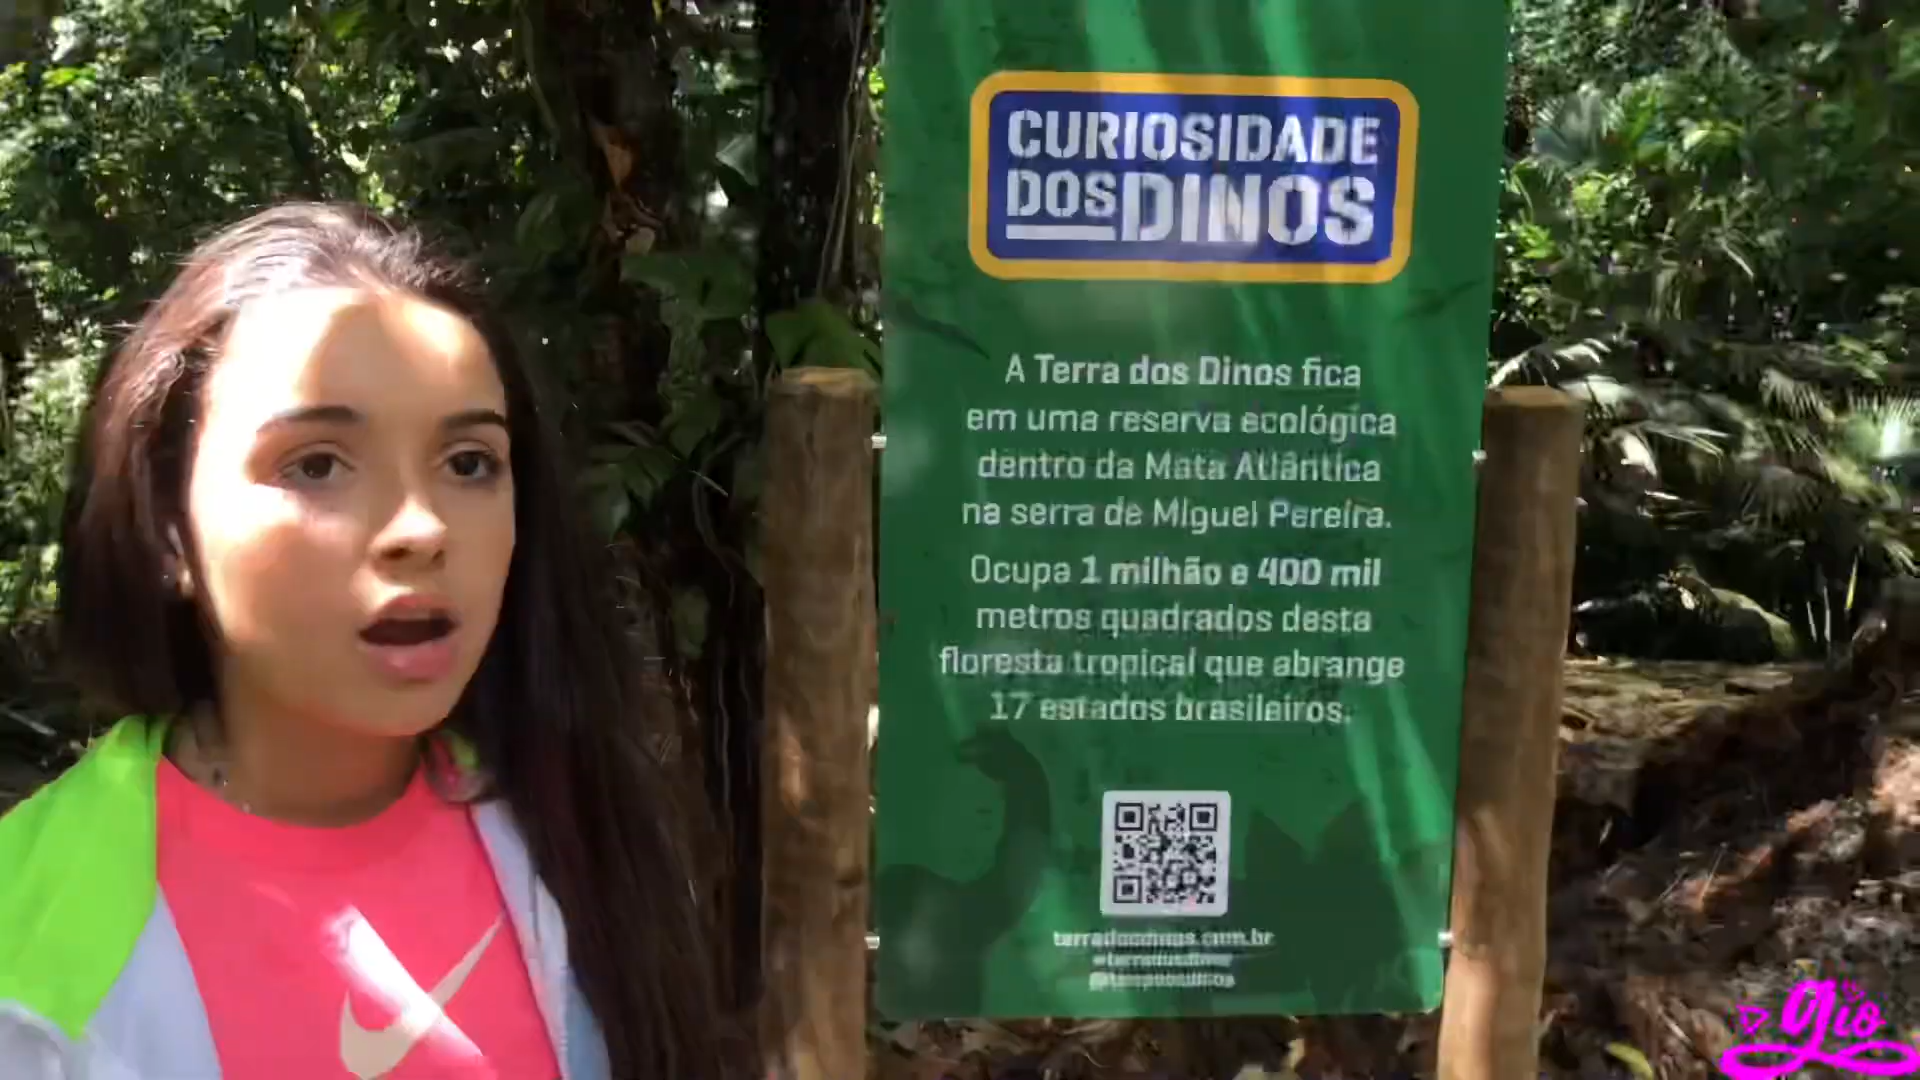 CURIOSIDADE
DOS DINOS
A Terra dos Dinos fica
em uma reserva ecológica
dentro da Mata Atlântica
na serra de Miguel Pereira.
Ocupa 1 milhão e 400 mil
metros quadrados desta
floresta tropical que abrange
17 estados brasileiros.
terradosdinos.com.br
gio